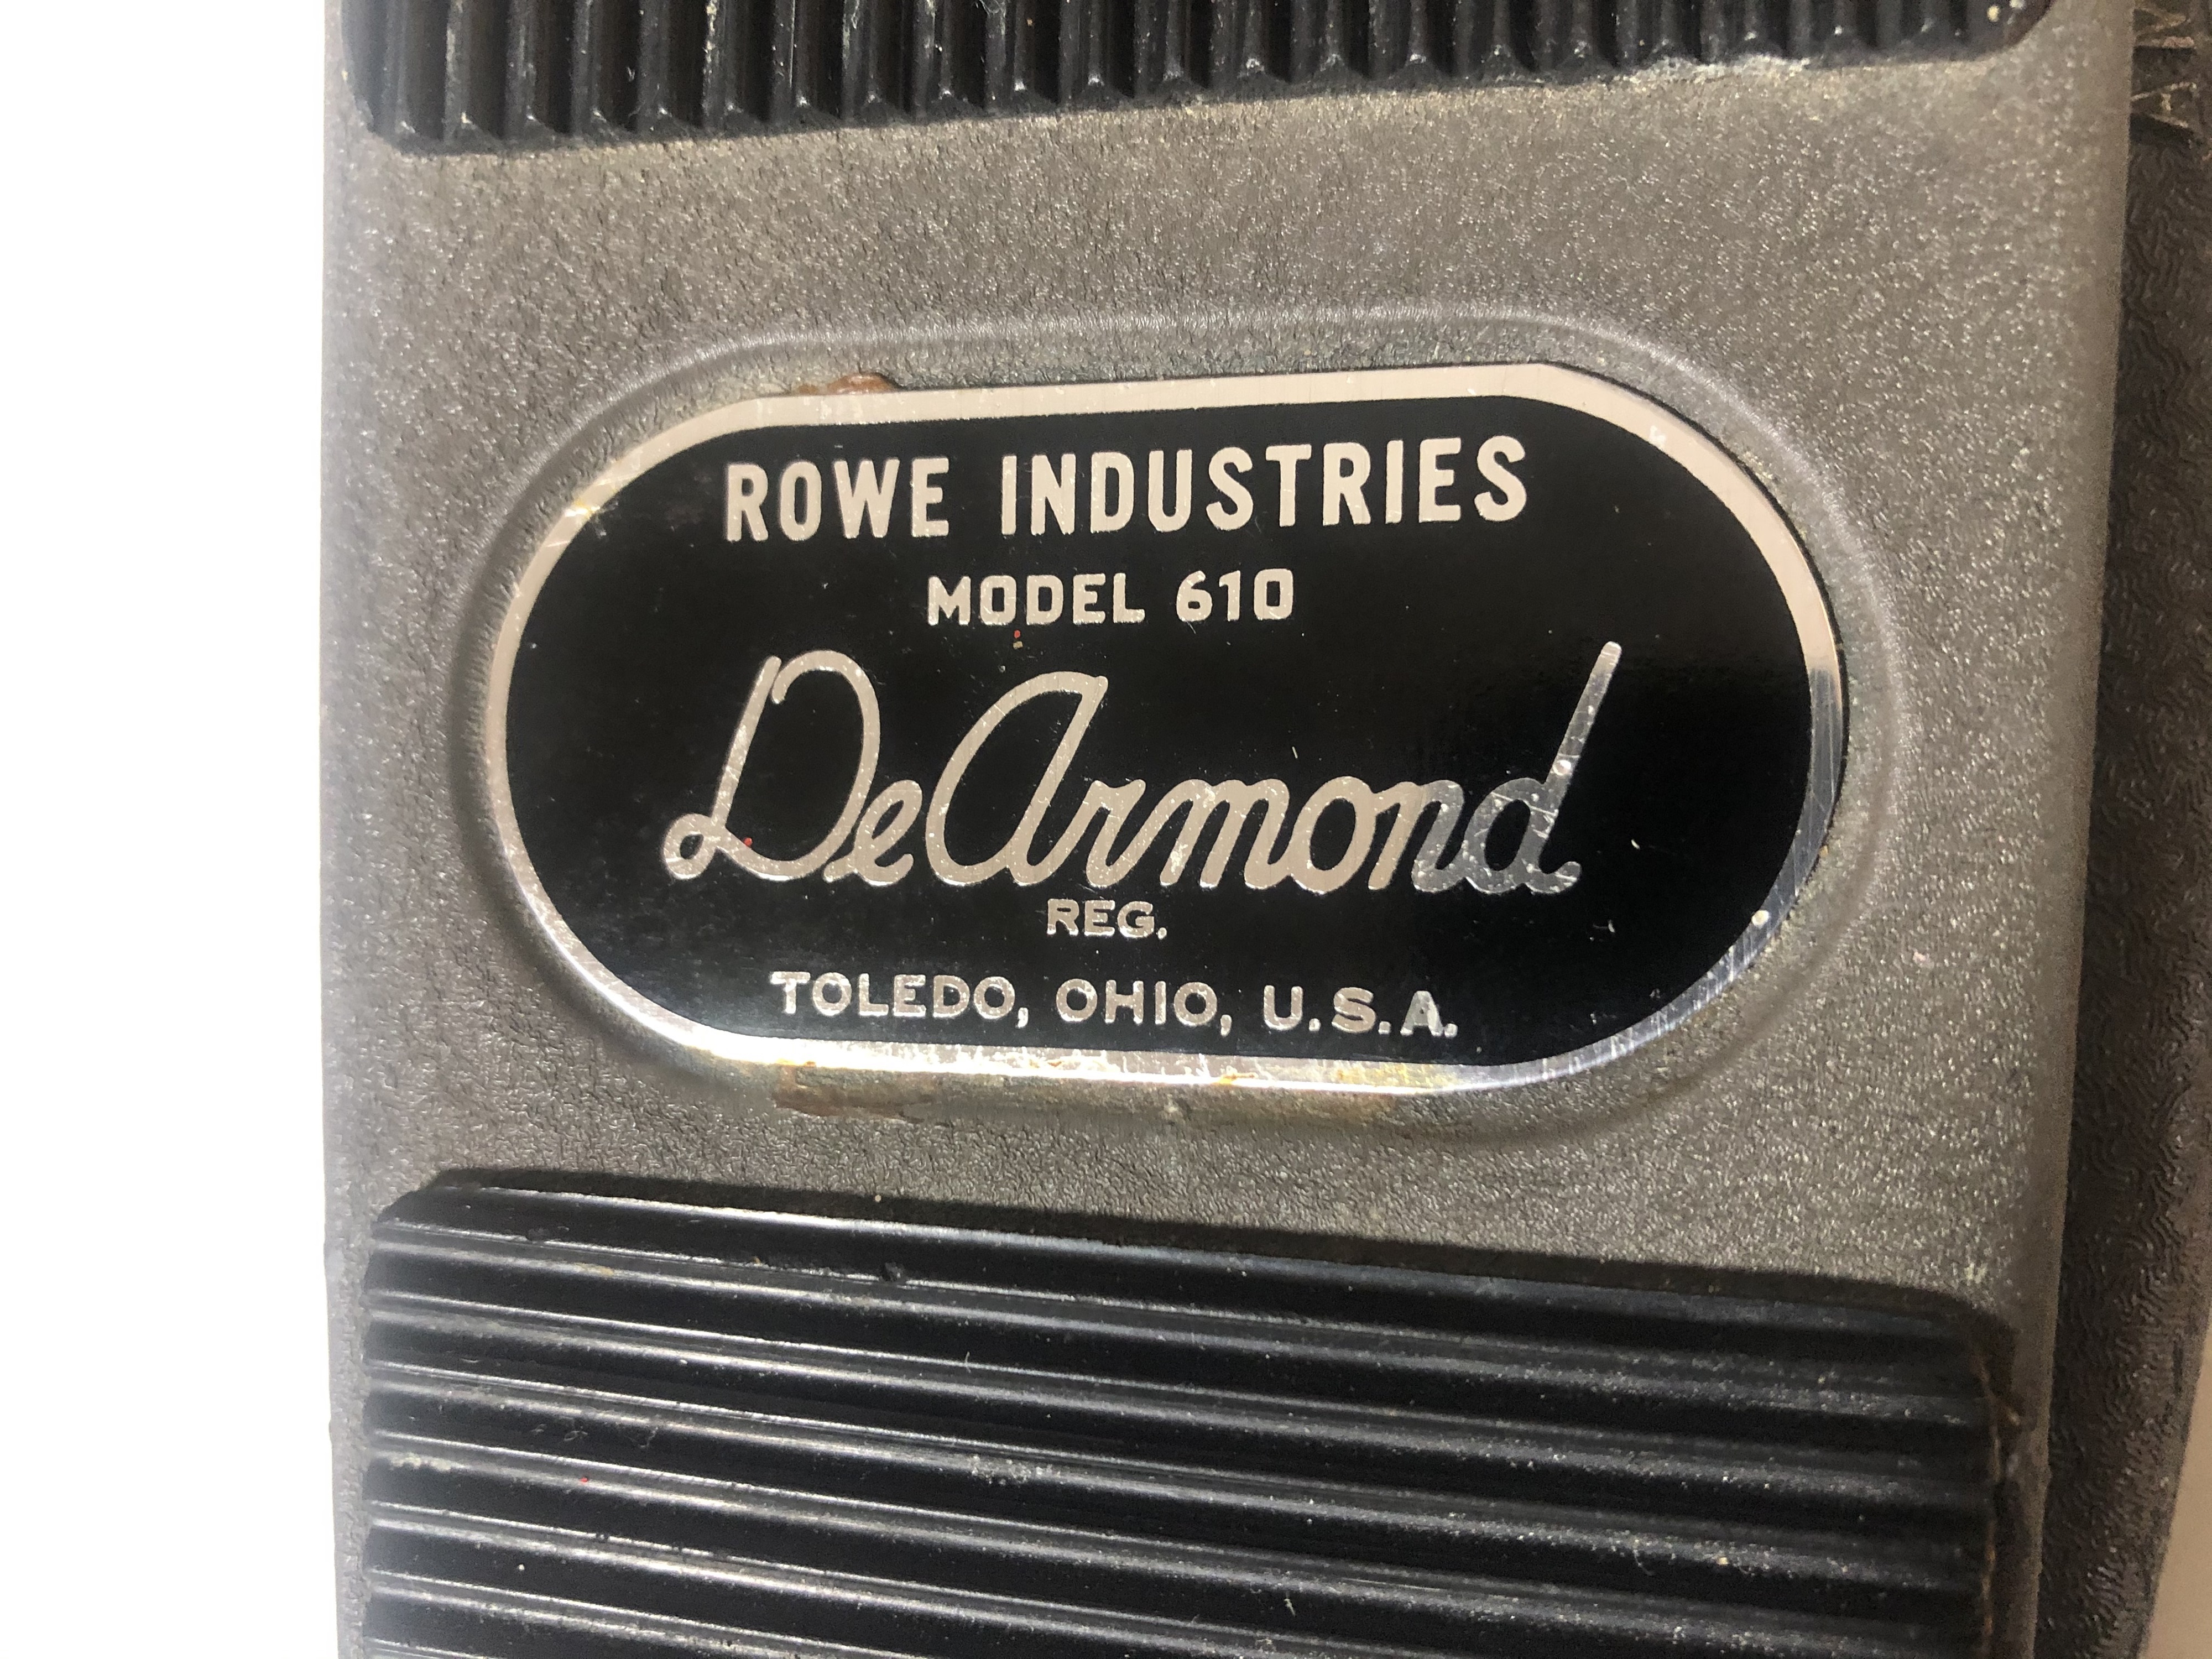 ROWE INDUSTRIES
MODEL 610
DeArmond
REG.
TOLEDO, OHIO, U.S.A.